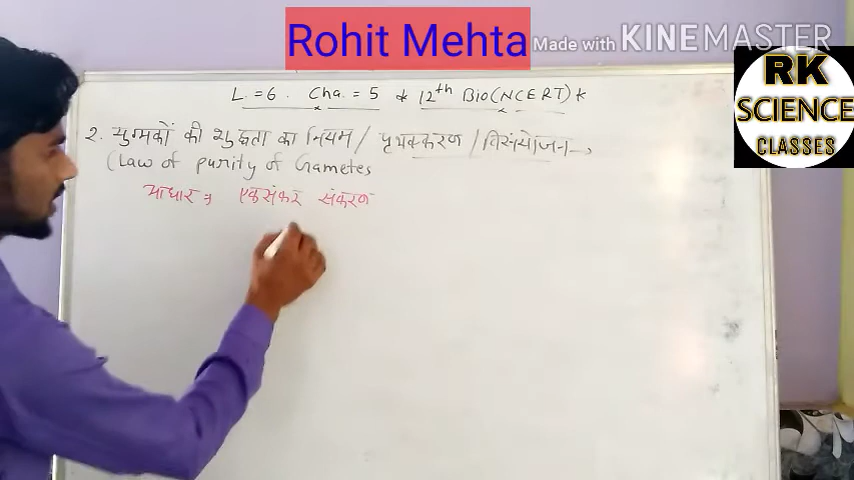 Rohit Mehta
Made with KINEMASTER
RK
SCIENCE
CLASSES
L. = 6 . Cha. = 5 * 12th Bio (NCERT) *
2. युग्मकों की शुद्धता का नियम / पृथक्करण / विसंयोजन →
(Law of purity of Gametes
आधार ⇒ एकसंकर संकरण